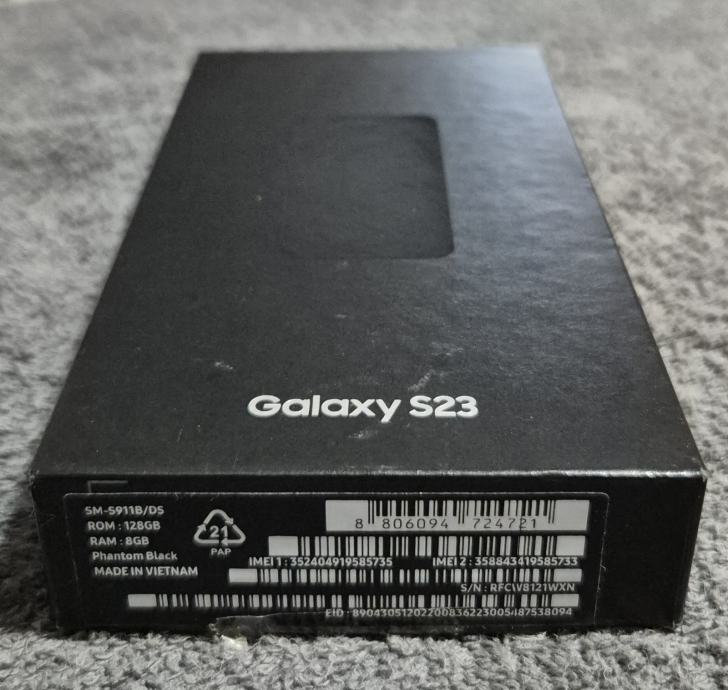 Galaxy S23
SM-S911B/DS
ROM : 128GB
RAM : 8GB
Phantom Black
MADE IN VIETNAM
21
PAP
8 806094 724721
IMEI 1 : 352404919585735 IMEI 2 : 358843419585733
S/N : RFCW8121WXN
EID : 89043051202200836223005487538094